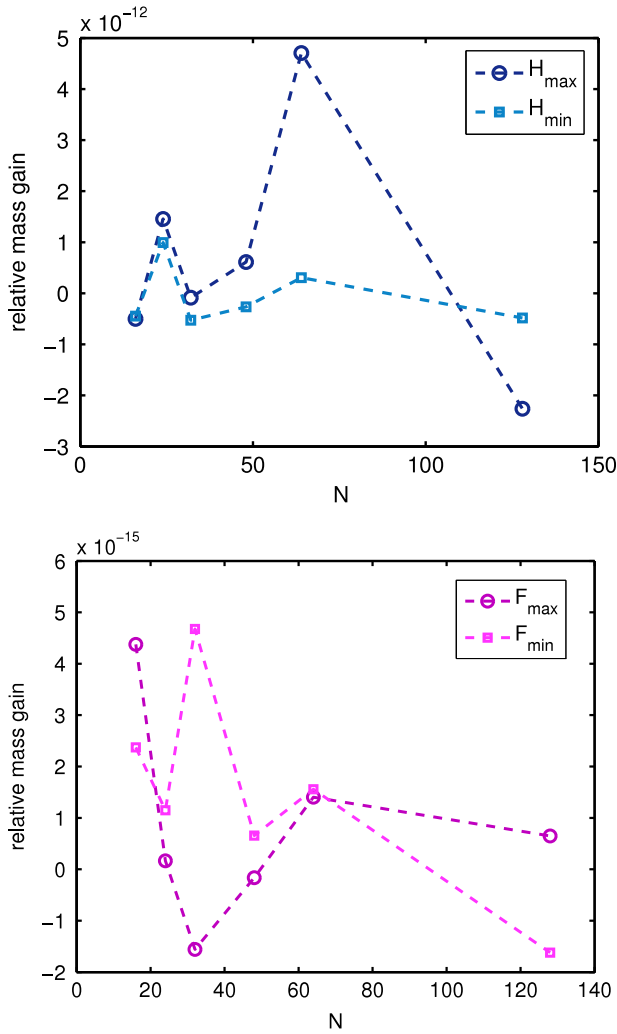 x 10^-12
5
4
3
2
1
0
−1
−2
−3
0 50 100 150
relative mass gain
N
H_max
H_min
x 10^-15
6
5
4
3
2
1
0
−1
−2
0 20 40 60 80 100 120 140
relative mass gain
N
F_max
F_min